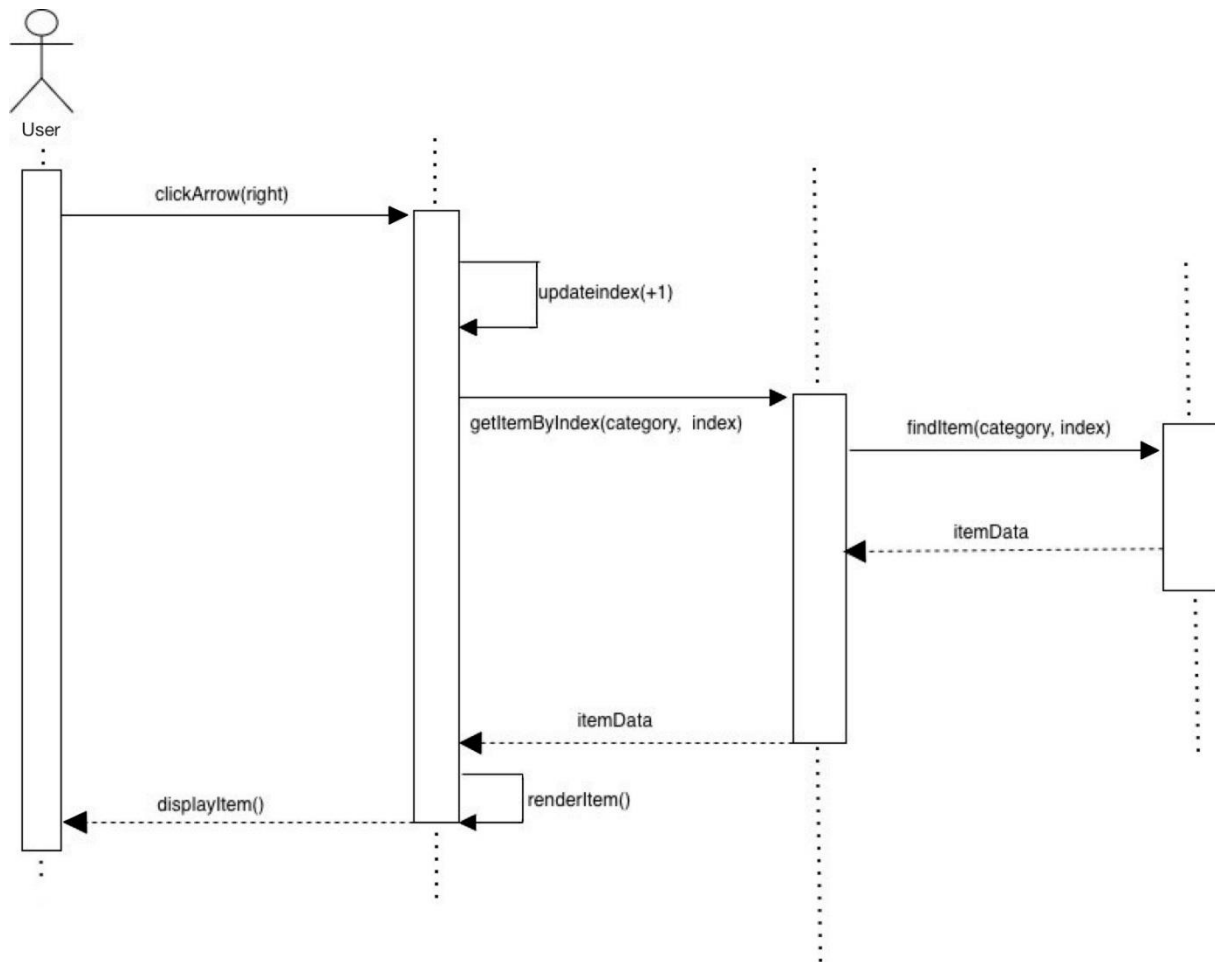 User
clickArrow(right)
updateindex(+1)
getItemByIndex(category, index)
findItem(category, index)
itemData
itemData
renderItem()
displayItem()